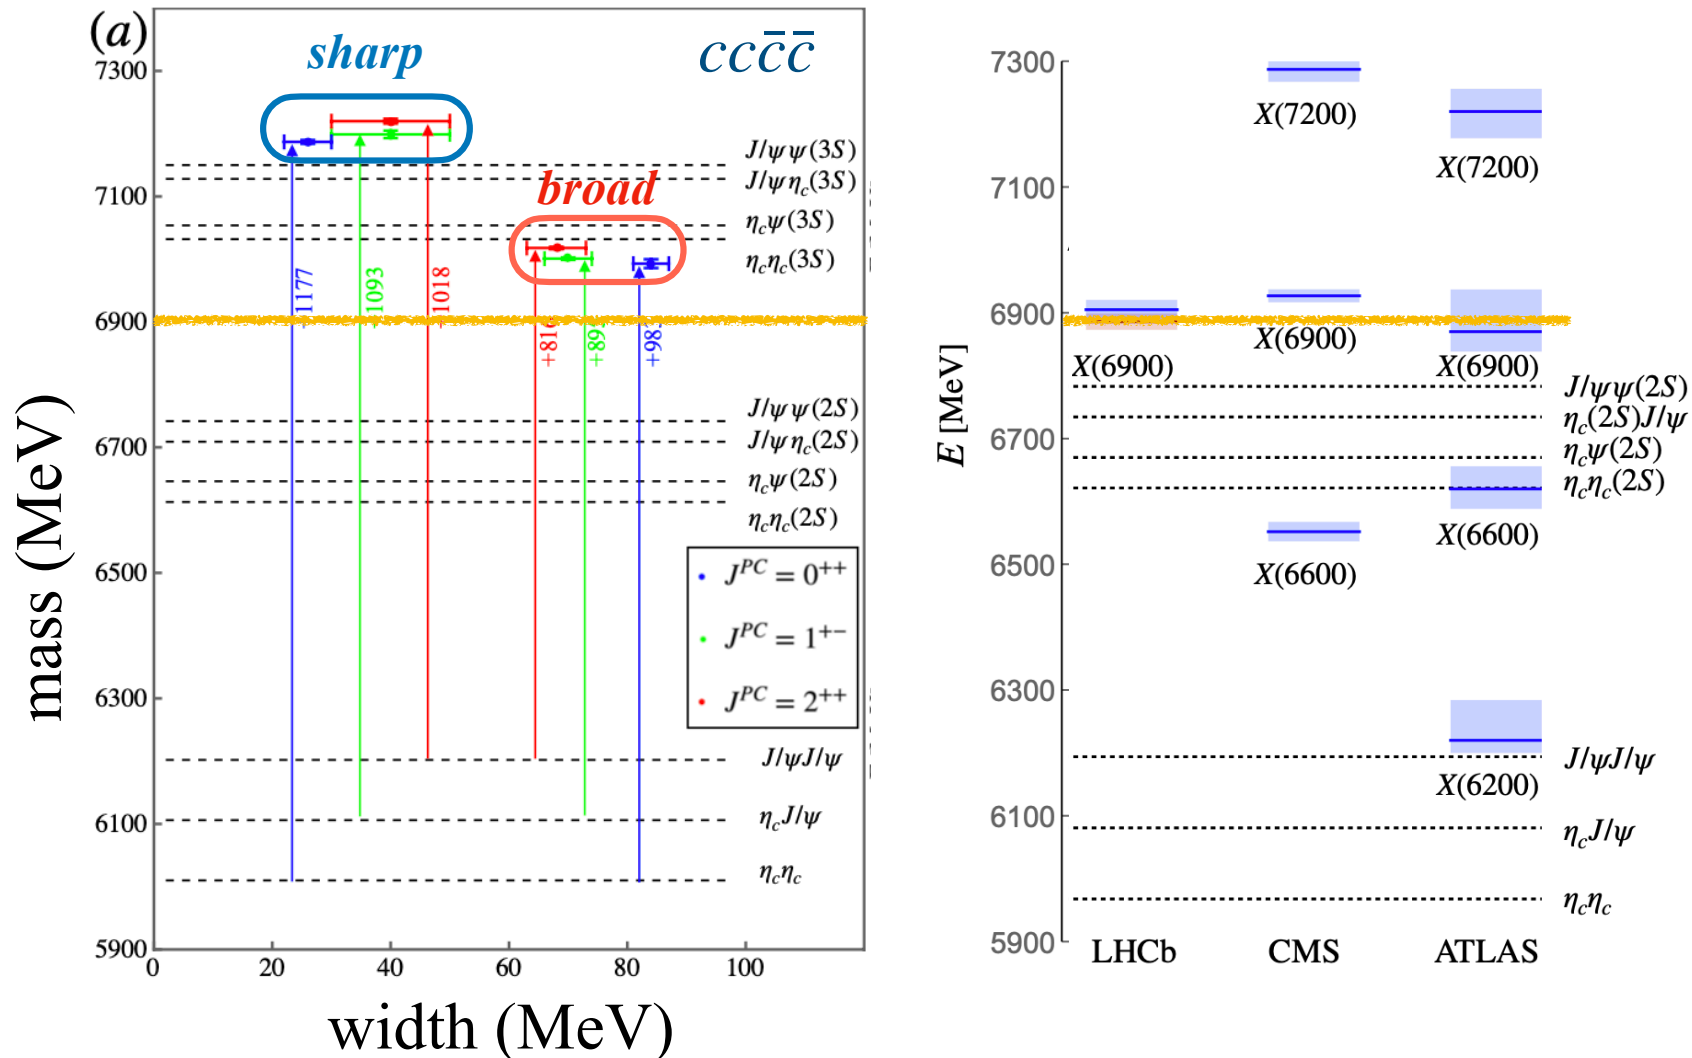 (a)
sharp
ccc̄c̄
7300
7100
6900
6700
6500
6300
6100
5900
mass (MeV)
J/ψψ(3S)
J/ψη_c(3S)
broad
η_cψ(3S)
η_cη_c(3S)
+1177
+1093
+1018
J/ψψ(2S)
J/ψη_c(2S)
η_cψ(2S)
η_cη_c(2S)
J^{PC} = 0^{++}
J^{PC} = 1^{+-}
J^{PC} = 2^{++}
J/ψJ/ψ
η_cJ/ψ
η_cη_c
0
20
40
60
80
100
width (MeV)
7300
7100
6900
6700
6500
6300
6100
5900
E [MeV]
X(7200)
X(7200)
X(6900)
X(6900)
X(6900)
J/ψψ(2S)
η_c(2S)J/ψ
η_cψ(2S)
η_cη_c(2S)
X(6600)
X(6600)
J/ψJ/ψ
X(6200)
η_cJ/ψ
η_cη_c
LHCb
CMS
ATLAS